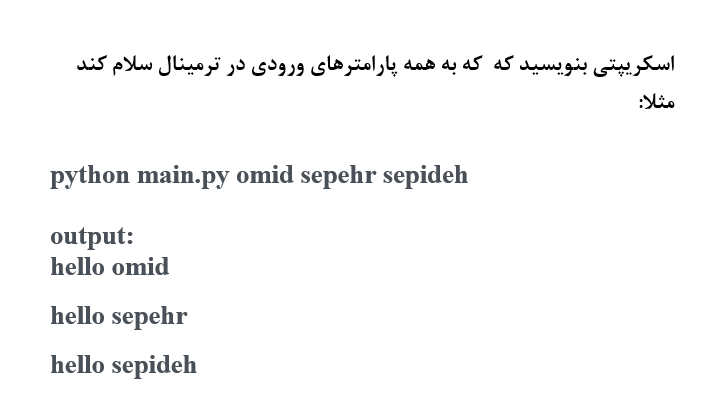 اسکریپتی بنویسید که  که به همه پارامترهای ورودی در ترمینال سلام کند
مثلا:
python main.py omid sepehr sepideh
output:
hello omid
hello sepehr
hello sepideh